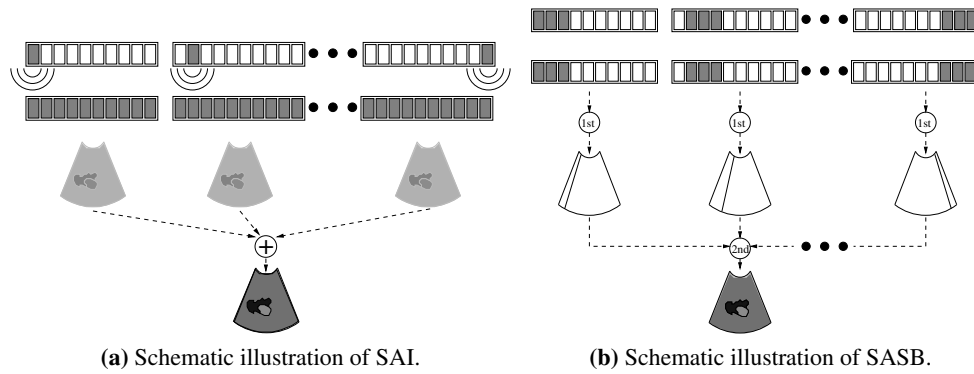 1st 1st 1st
2nd
(a) Schematic illustration of SAI.
(b) Schematic illustration of SASB.